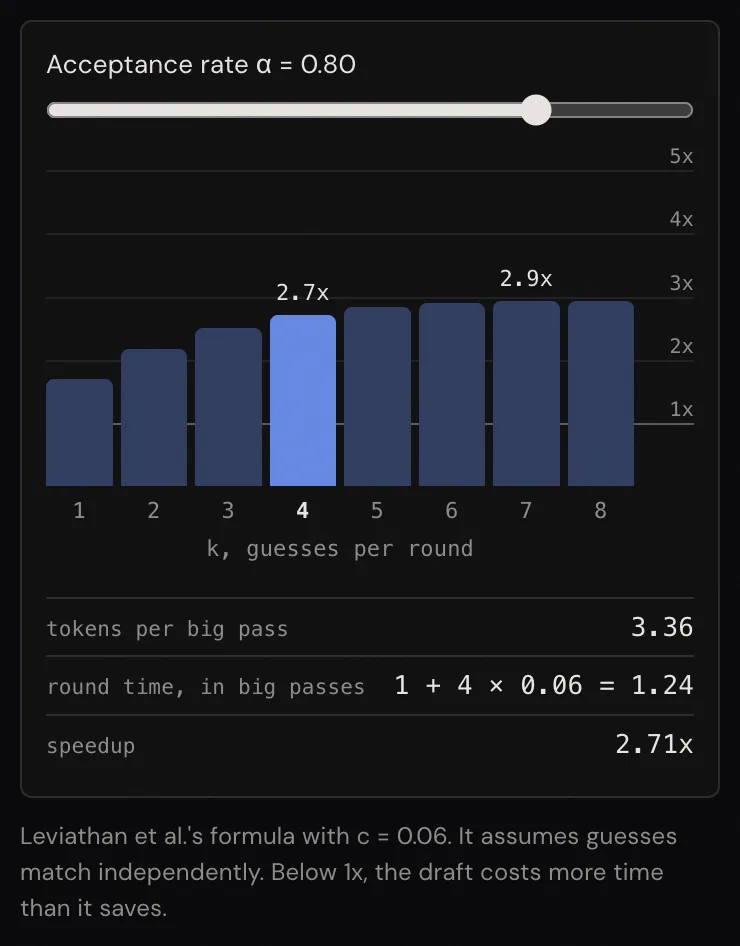 Acceptance rate α = 0.80
5x
4x
2.9x
3x
2.7x
2x
1x
1 2 3 4 5 6 7 8
k, guesses per round
tokens per big pass 3.36
round time, in big passes 1 + 4 × 0.06 = 1.24
speedup 2.71x
Leviathan et al.'s formula with c = 0.06. It assumes guesses
match independently. Below 1x, the draft costs more time
than it saves.